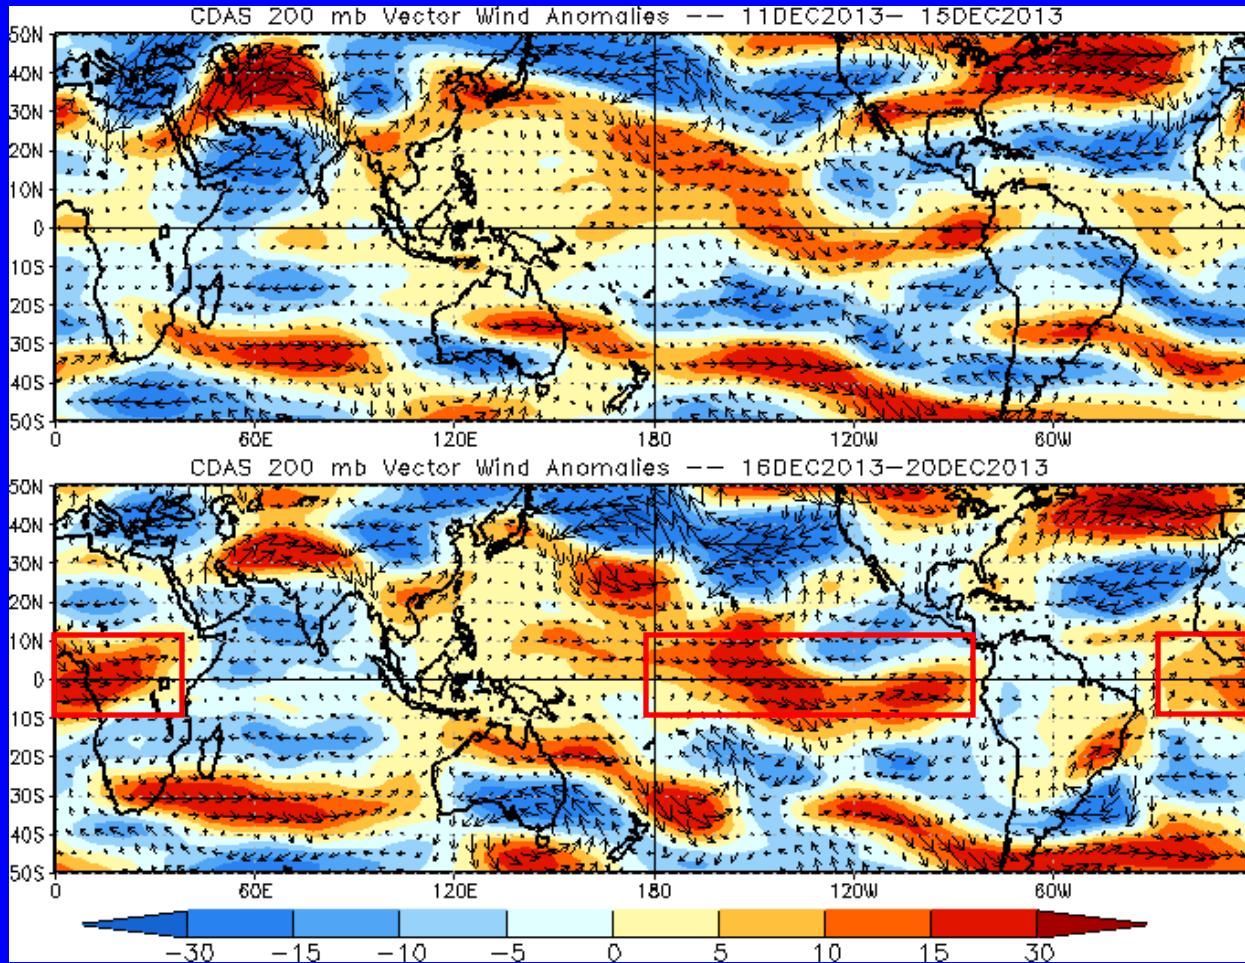 CDAS 200 mb Vector Wind Anomalies -- 11DEC2013- 15DEC2013
50N
40N
30N
20N
10N
0
10S
20S
30S
40S
50S
0 60E 120E 180 120W 60W
CDAS 200 mb Vector Wind Anomalies -- 16DEC2013-20DEC2013
50N
40N
30N
20N
10N
0
10S
20S
30S
40S
50S
0 60E 120E 180 120W 60W
-30 -15 -10 -5 0 5 10 15 30